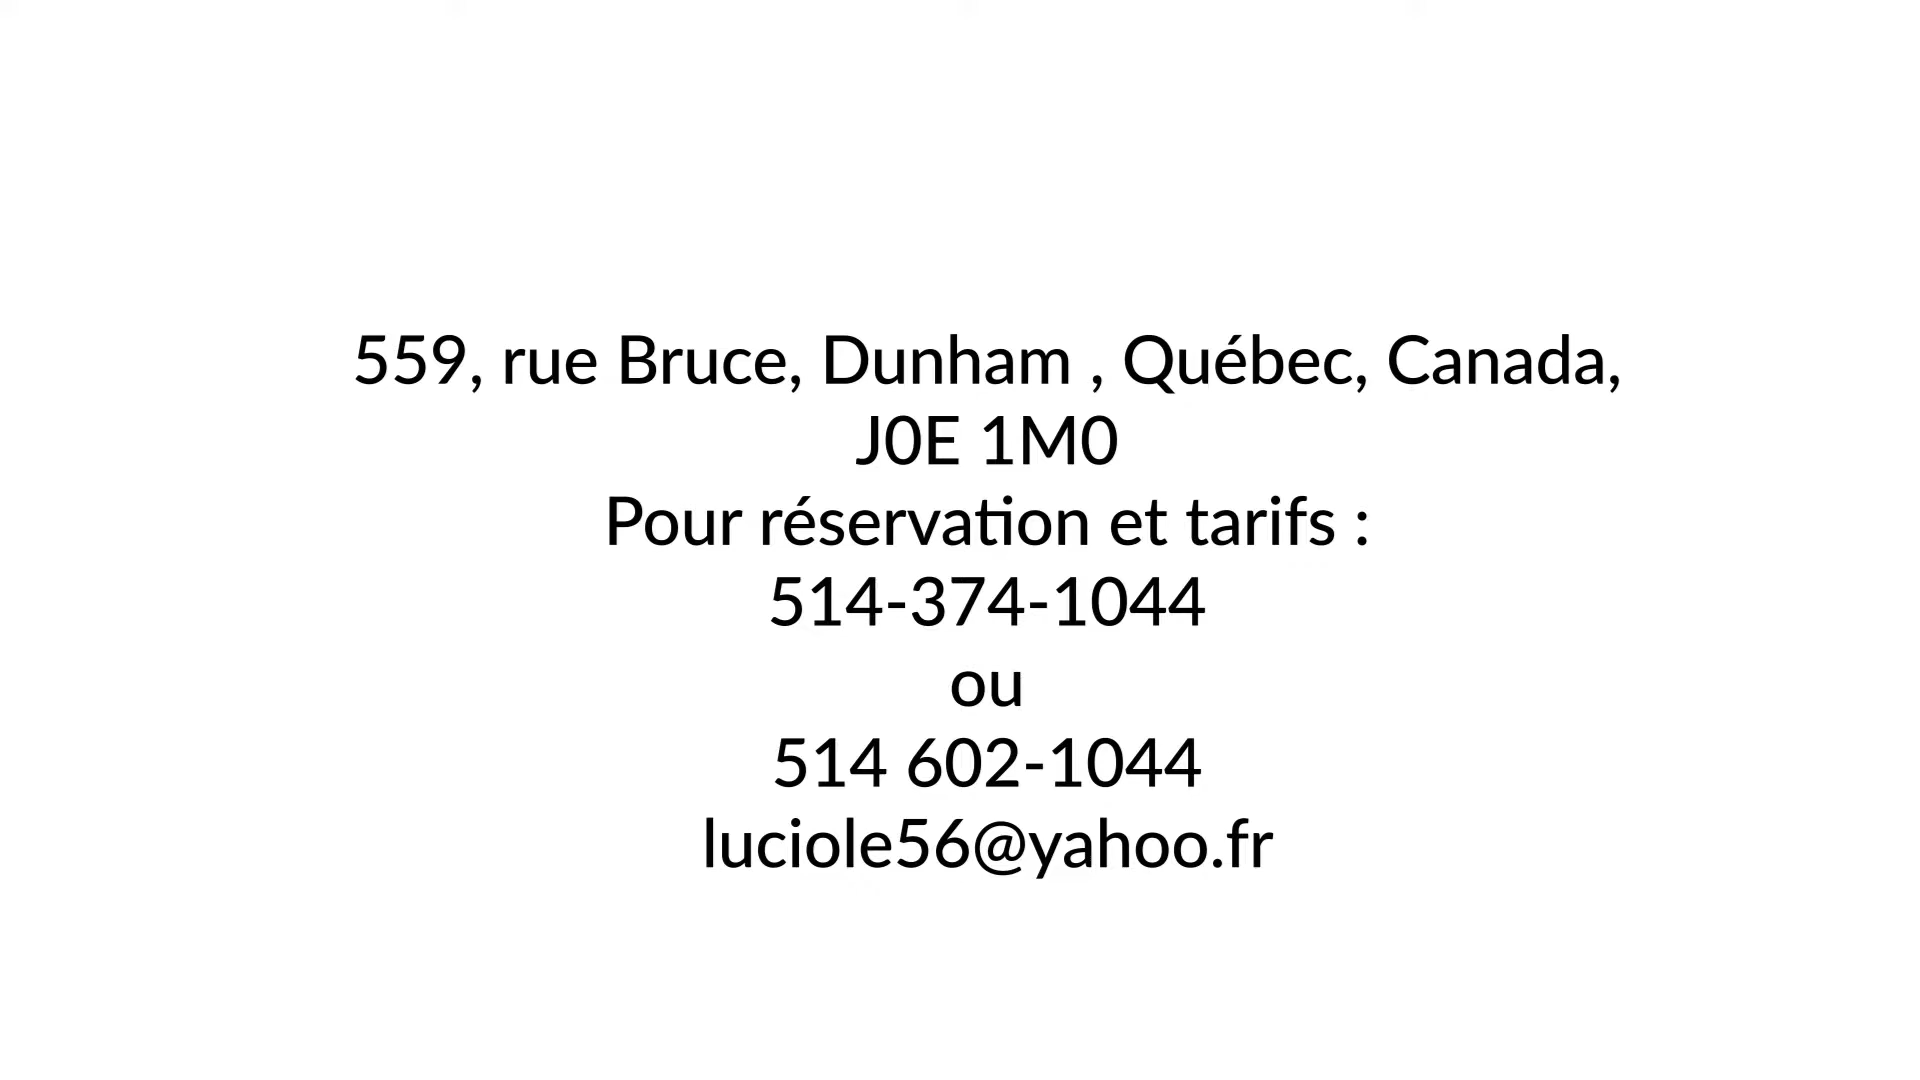 559, rue Bruce, Dunham , Québec, Canada,
J0E 1M0
Pour réservation et tarifs :
514-374-1044
ou
514 602-1044
luciole56@yahoo.fr